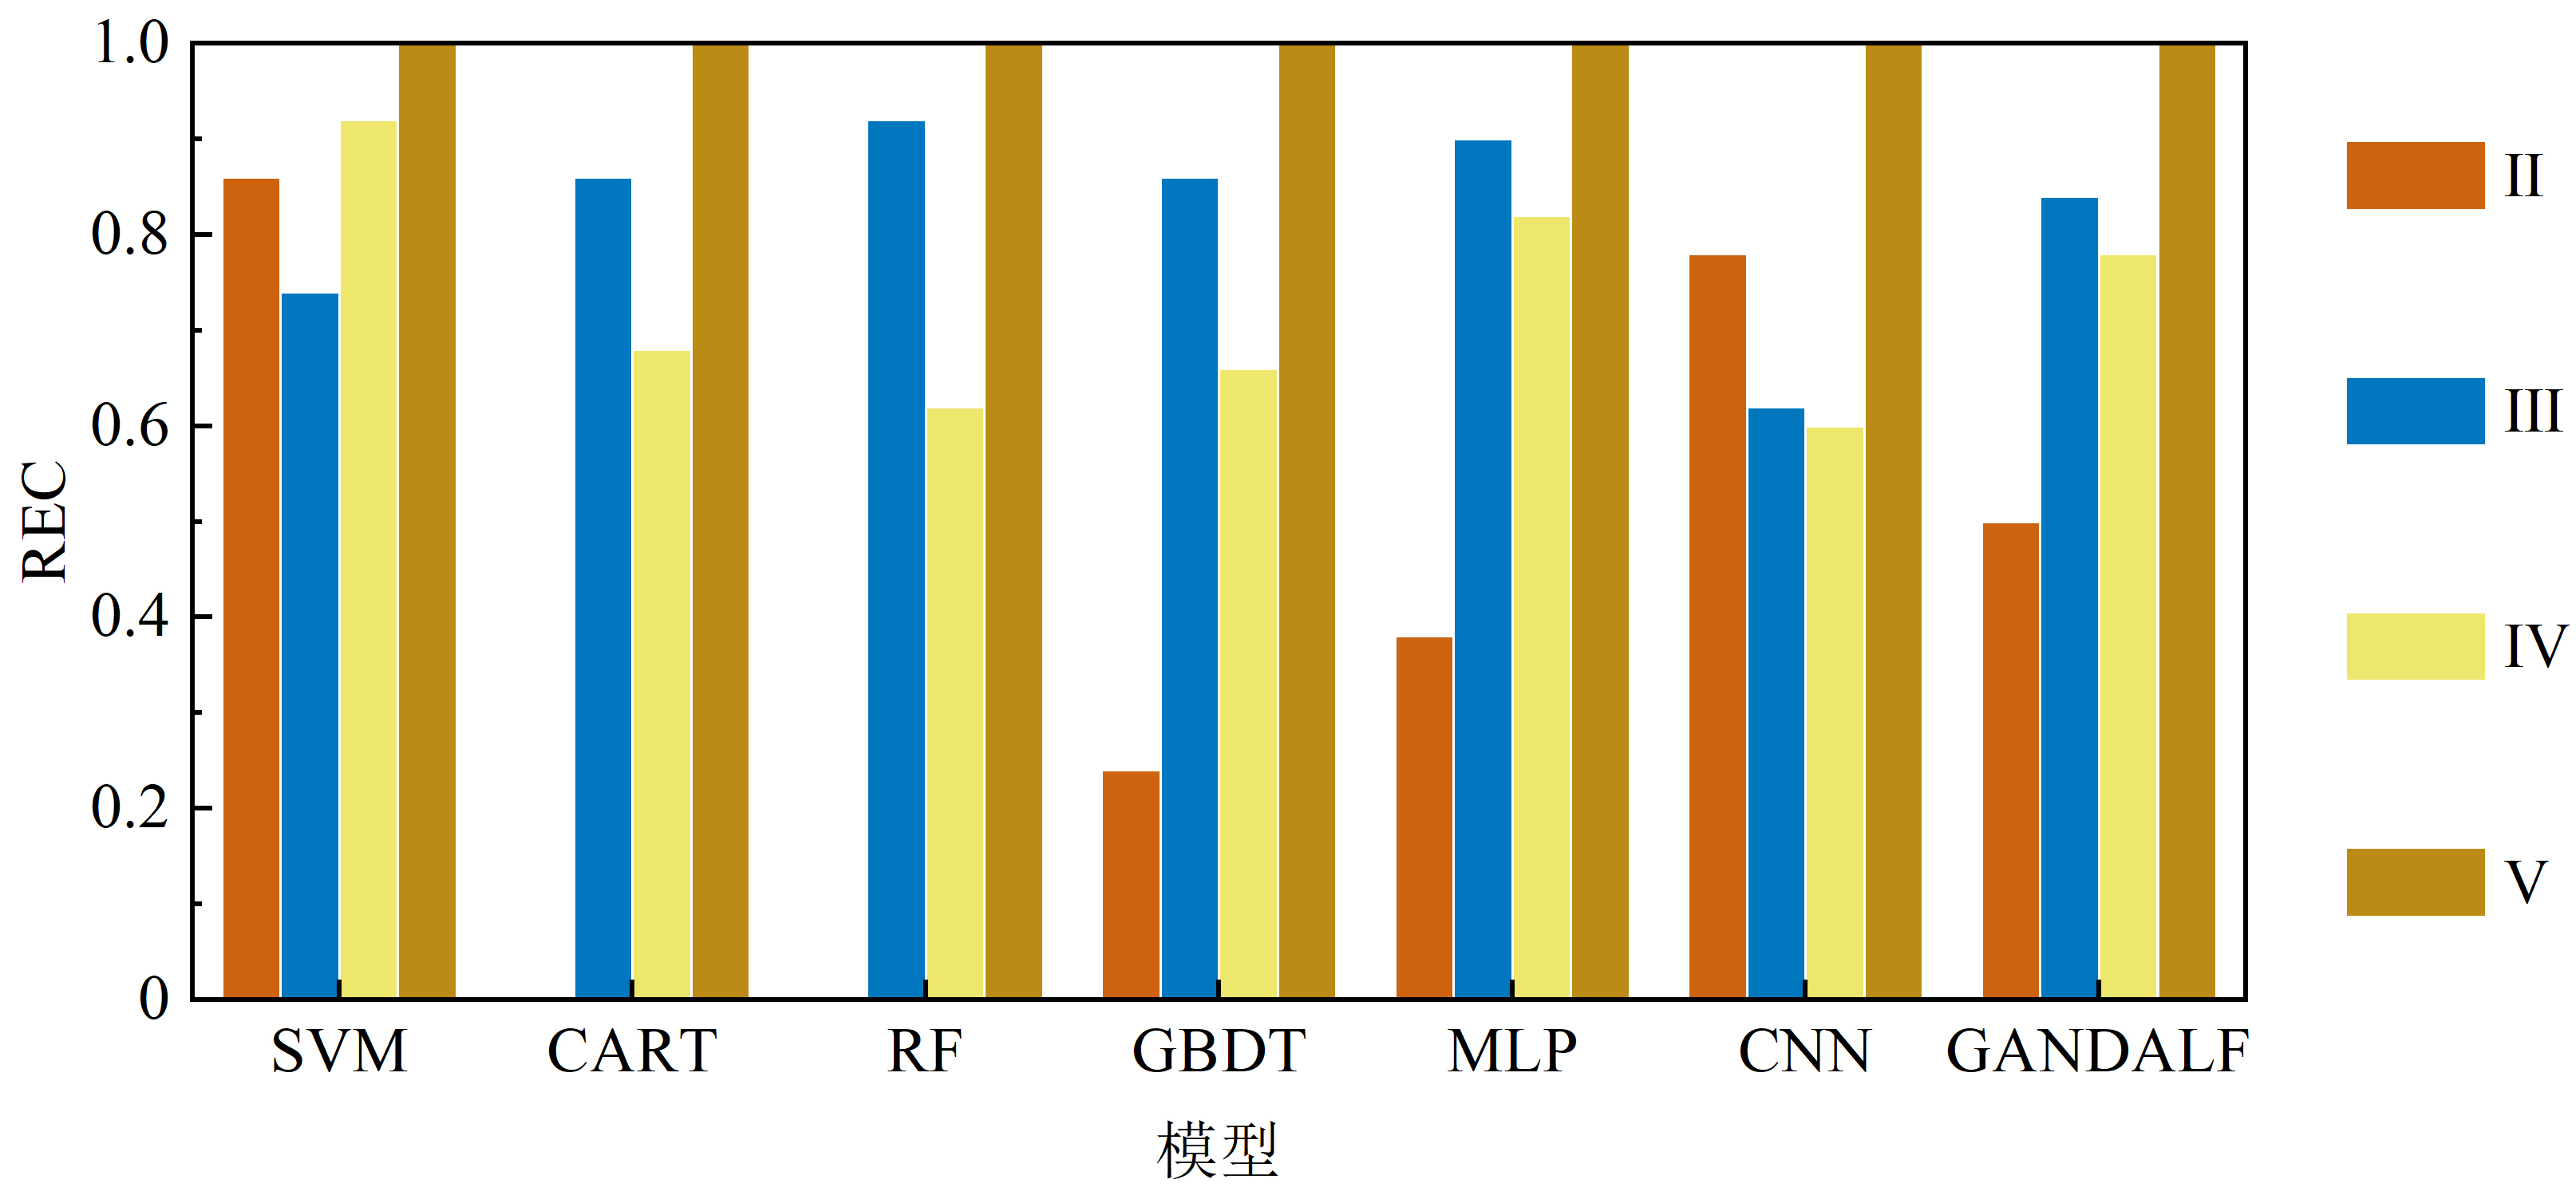 REC
1.0
0.8
0.6
0.4
0.2
0
SVM CART RF GBDT MLP CNN GANDALF
模型
II
III
IV
V